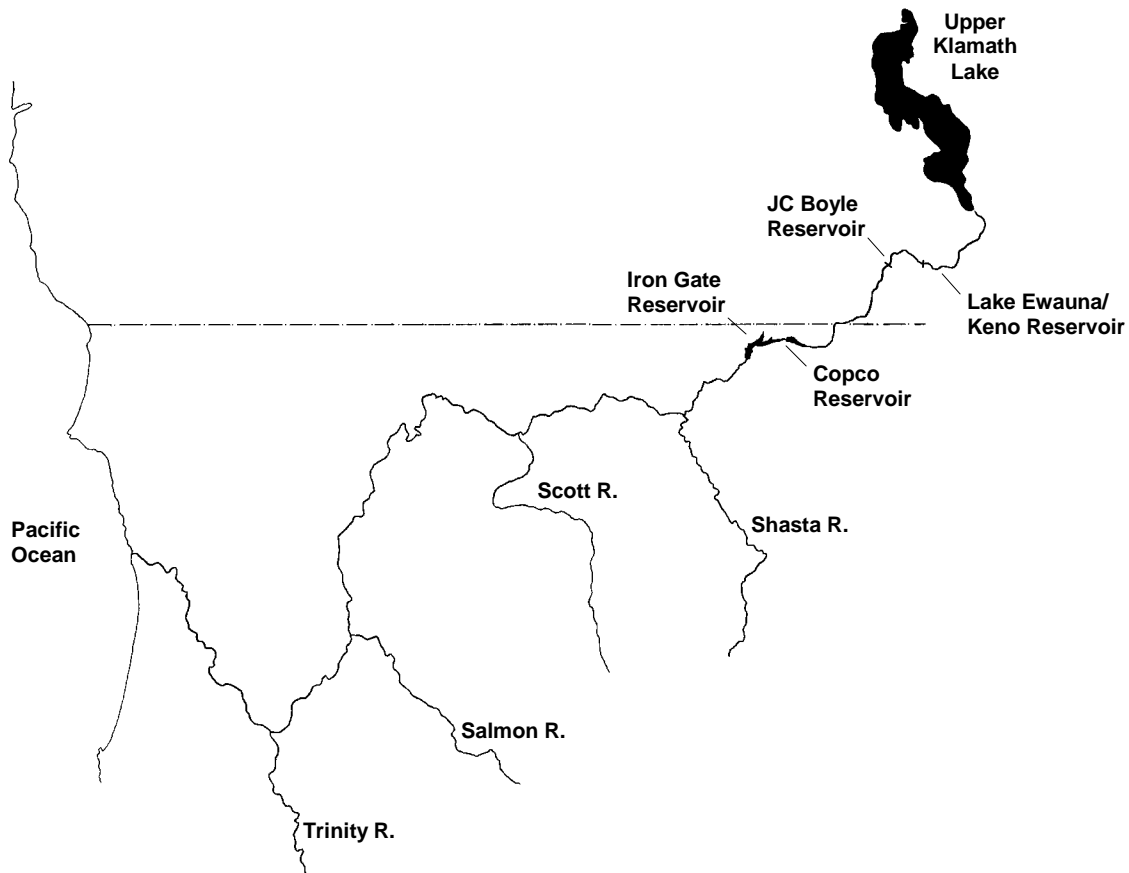 Upper
Klamath
Lake
JC Boyle
Reservoir
Iron Gate
Reservoir
Lake Ewauna/
Keno Reservoir
Copco
Reservoir
Scott R.
Shasta R.
Pacific
Ocean
Salmon R.
Trinity R.